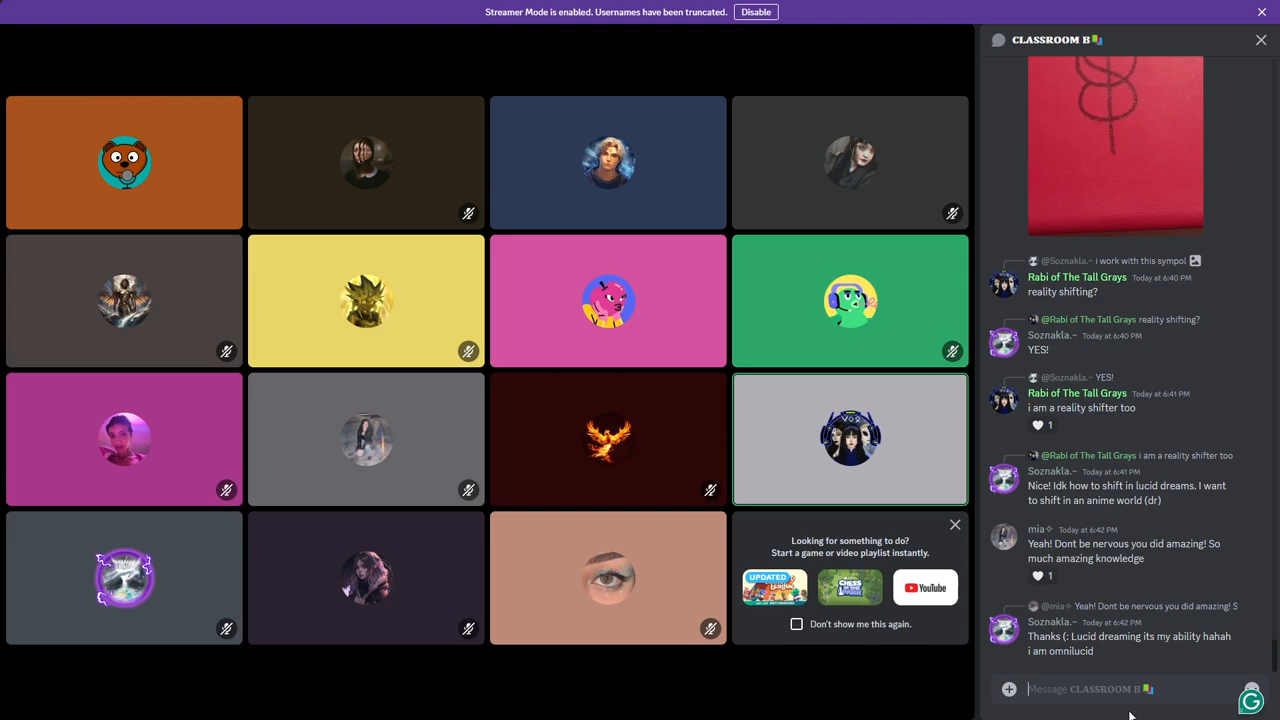 Streamer Mode is enabled. Usernames have been truncated. Disable
CLASSROOM B
@Soznakla.~ i work with this sympol
Rabi of The Tall Grays Today at 6:40 PM
reality shifting?
@Rabi of The Tall Grays reality shifting?
Soznakla.~ Today at 6:40 PM
YES!
@Soznakla.~ YES!
Rabi of The Tall Grays Today at 6:41 PM
i am a reality shifter too
1
@Rabi of The Tall Grays i am a reality shifter too
Soznakla.~ Today at 6:41 PM
Nice! Idk how to shift in lucid dreams. I want
to shift in an anime world (dr)
mia✧ Today at 6:42 PM
Yeah! Dont be nervous you did amazing! So
much amazing knowledge
1
@mia✧ Yeah! Dont be nervous you did amazing! S
Soznakla.~ Today at 6:42 PM
Thanks (: Lucid dreaming its my ability hahah
i am omnilucid
Message CLASSROOM B
VOX
Looking for something to do?
Start a game or video playlist instantly.
UPDATED
CHESS
YouTube
Don't show me this again.